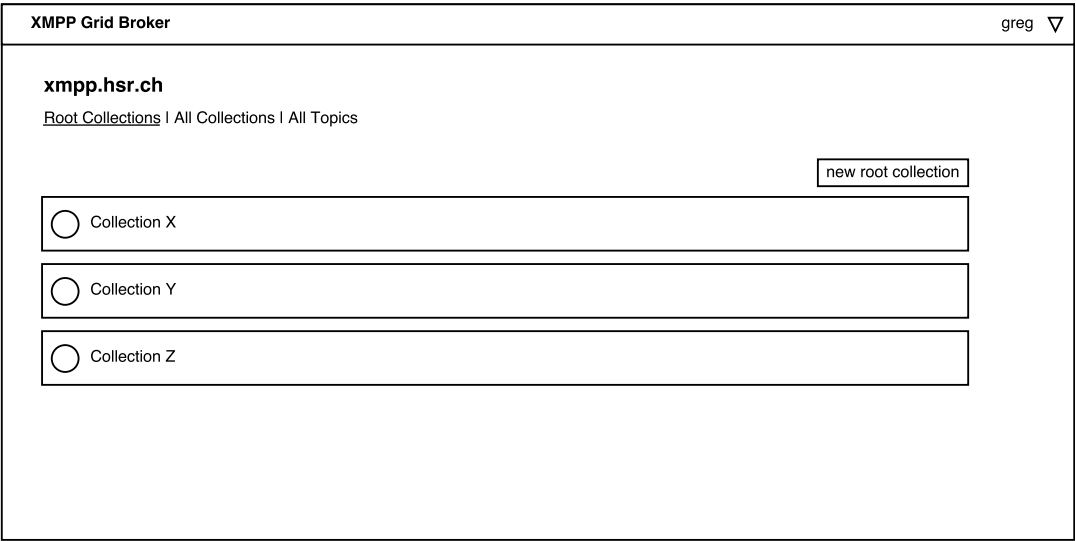 XMPP Grid Broker greg
xmpp.hsr.ch
Root Collections | All Collections | All Topics
new root collection
Collection X
Collection Y
Collection Z